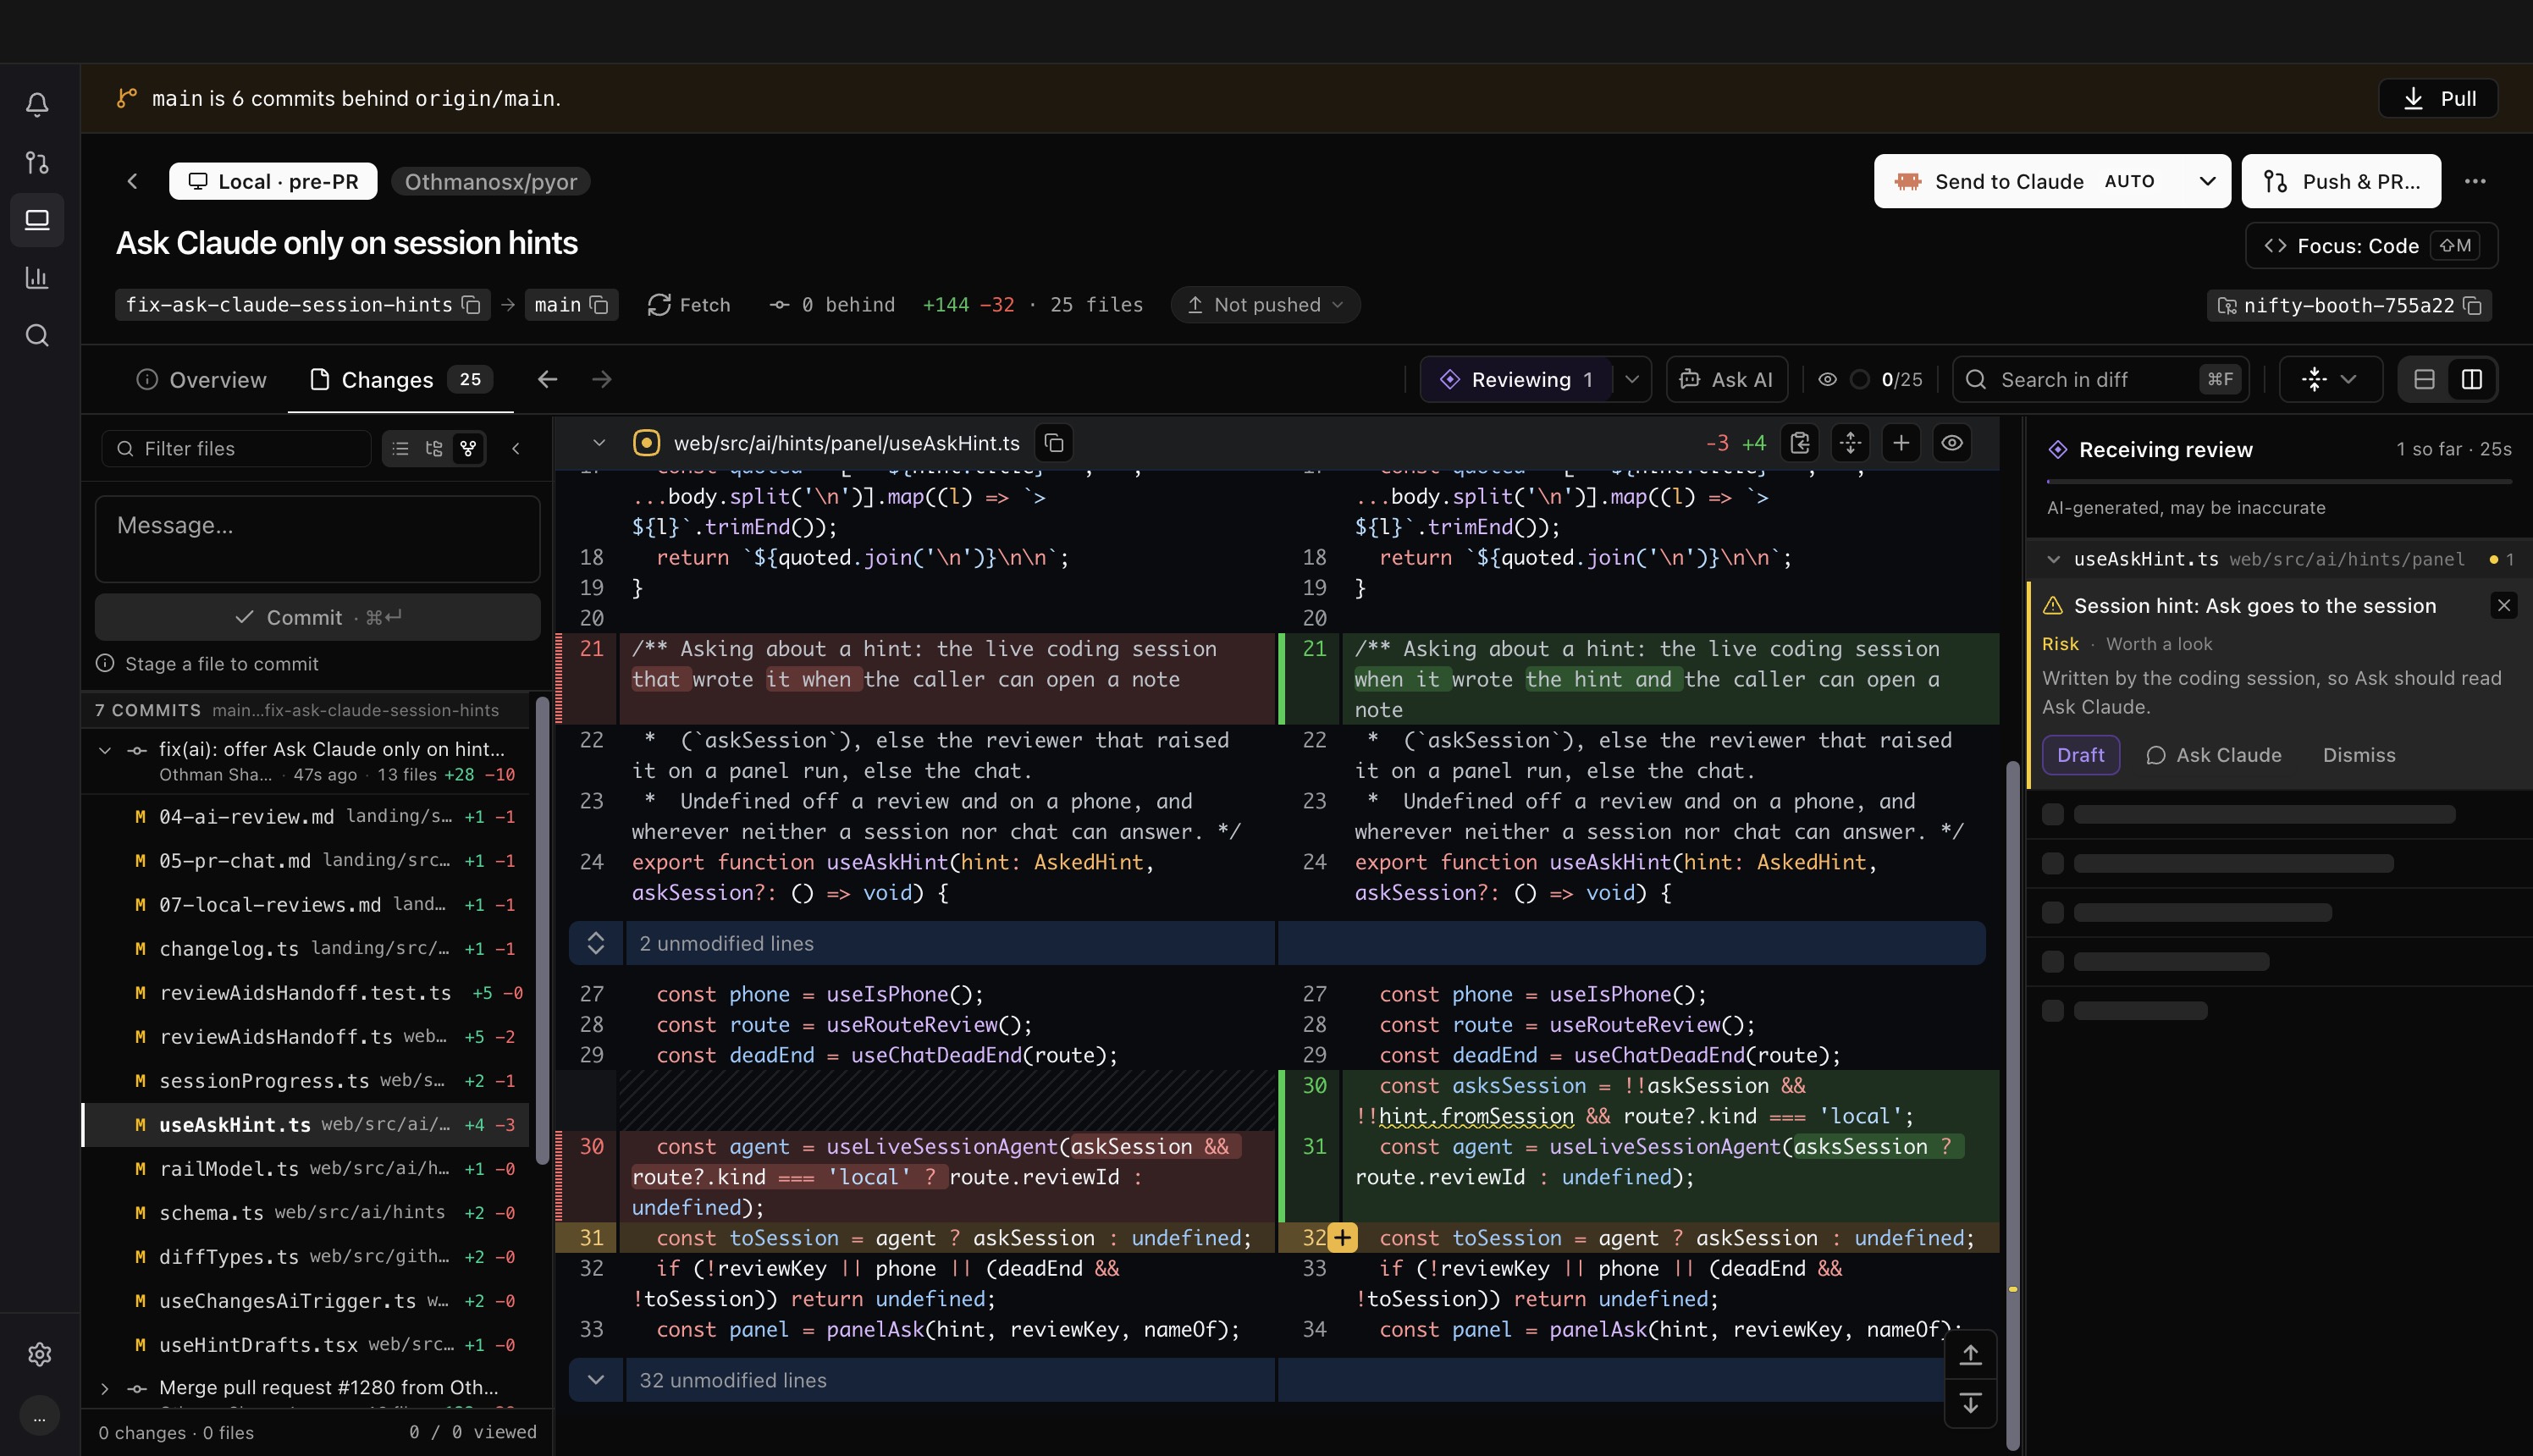 main is 6 commits behind origin/main.
Pull
Local · pre-PR
Othmanosx/pyor
Send to Claude AUTO
Push & PR...
Ask Claude only on session hints
Focus: Code ⇧M
fix-ask-claude-session-hints → main
Fetch
0 behind
+144 −32 · 25 files
Not pushed
nifty-booth-755a22
Overview
Changes 25
Reviewing 1
Ask AI
0/25
Search in diff ⌘F
Filter files
Message...
Commit · ⌘↵
Stage a file to commit
7 COMMITS main...fix-ask-claude-session-hints
fix(ai): offer Ask Claude only on hint...
Othman Sha... · 47s ago · 13 files +28 −10
M 04-ai-review.md landing/s... +1 −1
M 05-pr-chat.md landing/src... +1 −1
M 07-local-reviews.md land... +1 −1
M changelog.ts landing/src/... +1 −1
M reviewAidsHandoff.test.ts +5 −0
M reviewAidsHandoff.ts web... +5 −2
M sessionProgress.ts web/s... +2 −1
M useAskHint.ts web/src/ai/... +4 −3
M railModel.ts web/src/ai/h... +1 −0
M schema.ts web/src/ai/hints +2 −0
M diffTypes.ts web/src/gith... +2 −0
M useChangesAiTrigger.ts w... +2 −0
M useHintDrafts.tsx web/src... +1 −0
Merge pull request #1280 from Oth...
0 changes · 0 files
0 / 0 viewed
...
web/src/ai/hints/panel/useAskHint.ts
-3 +4
...body.split('\n')].map((l) => `>
${l}`.trimEnd());
18 return `${quoted.join('\n')}\n\n`;
19 }
20
21 /** Asking about a hint: the live coding session
that wrote it when the caller can open a note
22 * (`askSession`), else the reviewer that raised
it on a panel run, else the chat.
23 * Undefined off a review and on a phone, and
wherever neither a session nor chat can answer. */
24 export function useAskHint(hint: AskedHint,
askSession?: () => void) {
2 unmodified lines
27 const phone = useIsPhone();
28 const route = useRouteReview();
29 const deadEnd = useChatDeadEnd(route);
30 const agent = useLiveSessionAgent(askSession &&
route?.kind === 'local' ? route.reviewId :
undefined);
31 const toSession = agent ? askSession : undefined;
32 if (!reviewKey || phone || (deadEnd &&
!toSession)) return undefined;
33 const panel = panelAsk(hint, reviewKey, nameOf);
32 unmodified lines
...body.split('\n')].map((l) => `>
${l}`.trimEnd());
18 return `${quoted.join('\n')}\n\n`;
19 }
20
21 /** Asking about a hint: the live coding session
when it wrote the hint and the caller can open a
note
22 * (`askSession`), else the reviewer that raised
it on a panel run, else the chat.
23 * Undefined off a review and on a phone, and
wherever neither a session nor chat can answer. */
24 export function useAskHint(hint: AskedHint,
askSession?: () => void) {
27 const phone = useIsPhone();
28 const route = useRouteReview();
29 const deadEnd = useChatDeadEnd(route);
30 const asksSession = !!askSession &&
!!hint.fromSession && route?.kind === 'local';
31 const agent = useLiveSessionAgent(asksSession ?
route.reviewId : undefined);
32 const toSession = agent ? askSession : undefined;
33 if (!reviewKey || phone || (deadEnd &&
!toSession)) return undefined;
34 const panel = panelAsk(hint, reviewKey, nameOf);
Receiving review
1 so far · 25s
AI-generated, may be inaccurate
useAskHint.ts web/src/ai/hints/panel 1
Session hint: Ask goes to the session
Risk · Worth a look
Written by the coding session, so Ask should read
Ask Claude.
Draft
Ask Claude
Dismiss